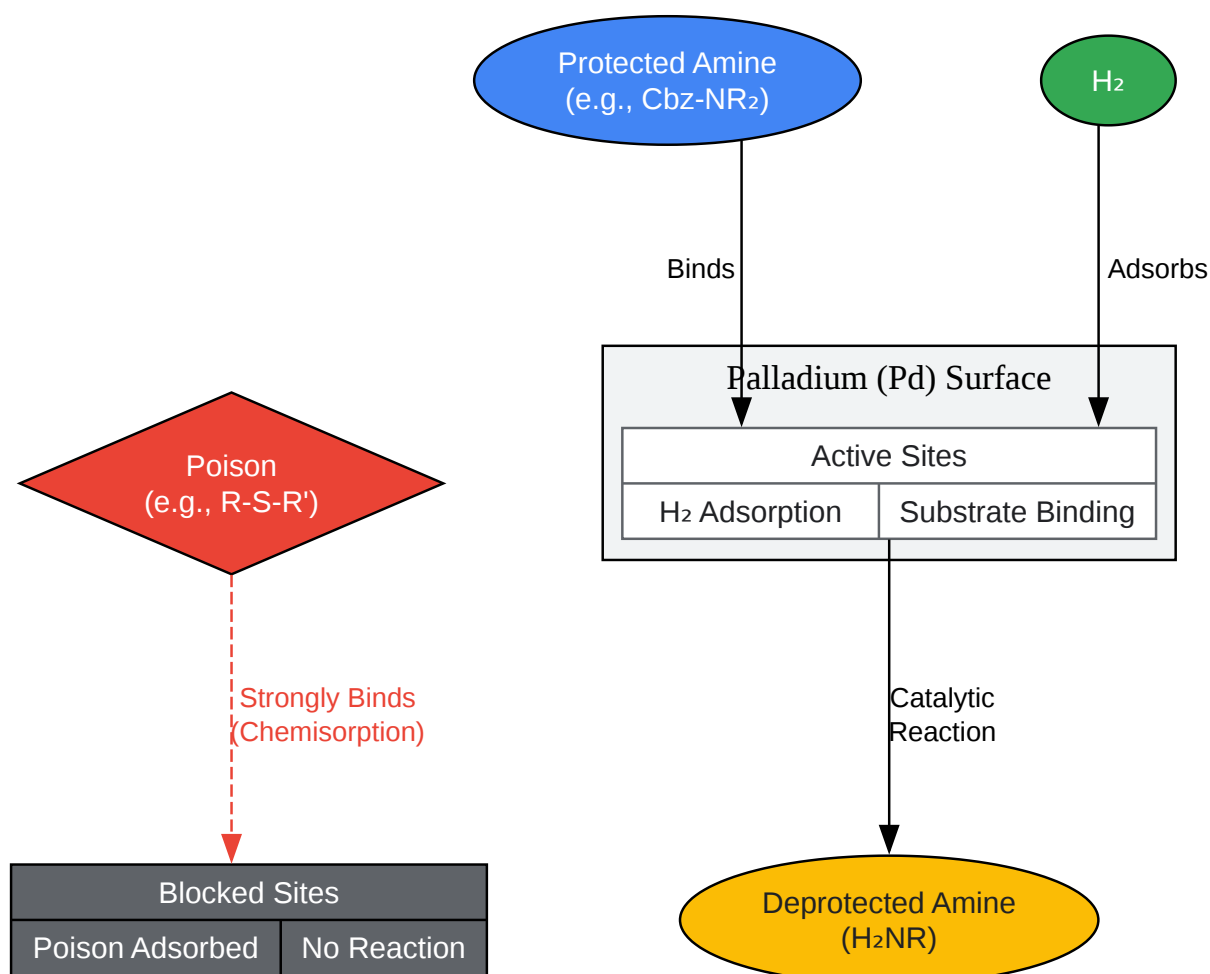 Protected Amine
(e.g., Cbz-NR₂)
H₂
Binds
Adsorbs
Palladium (Pd) Surface
Active Sites
H₂ Adsorption
Substrate Binding
Poison
(e.g., R-S-R')
Strongly Binds
(Chemisorption)
Catalytic
Reaction
Blocked Sites
Poison Adsorbed
No Reaction
Deprotected Amine
(H₂NR)